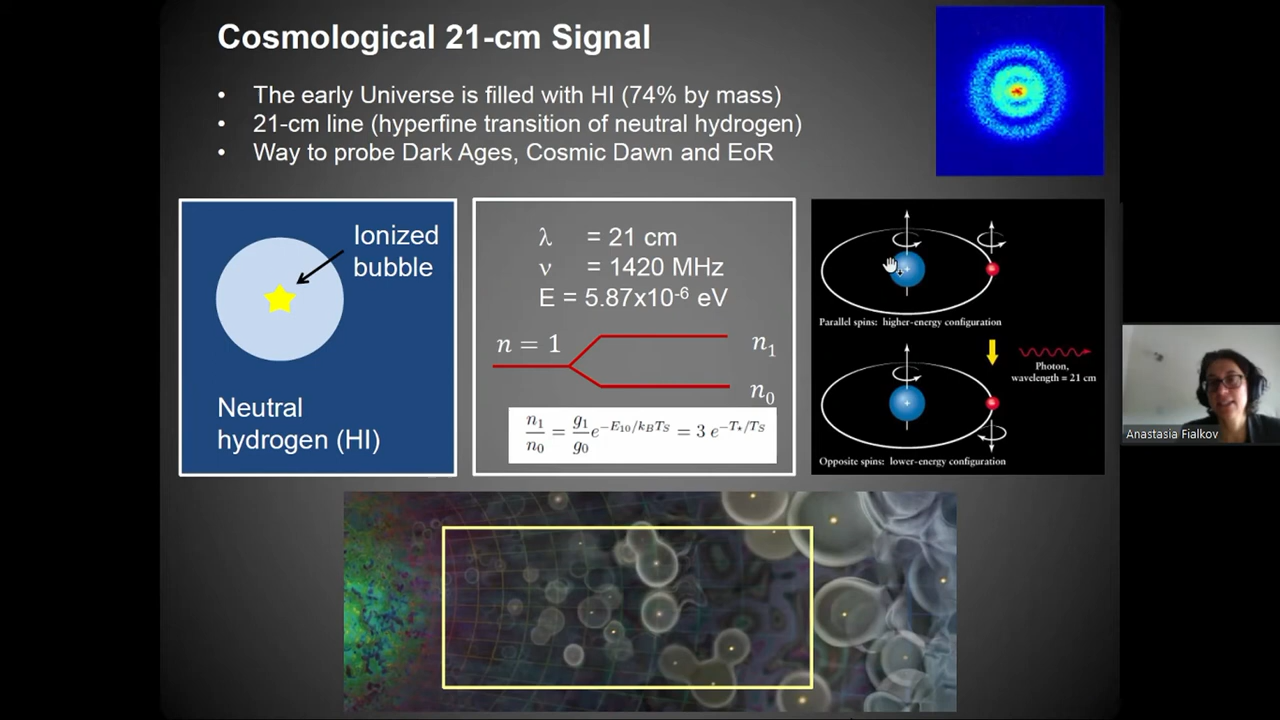 Cosmological 21-cm Signal
• The early Universe is filled with HI (74% by mass)
• 21-cm line (hyperfine transition of neutral hydrogen)
• Way to probe Dark Ages, Cosmic Dawn and EoR
Ionized
bubble
Neutral
hydrogen (HI)
λ = 21 cm
ν = 1420 MHz
E = 5.87x10⁻⁶ eV
n = 1
n₁
n₀
n₁/n₀ = g₁/g₀ e^(−E₁₀/k_B T_S) = 3 e^(−T⋆/T_S)
Parallel spins: higher-energy configuration
Photon,
wavelength = 21 cm
Opposite spins: lower-energy configuration
Anastasia Fialkov